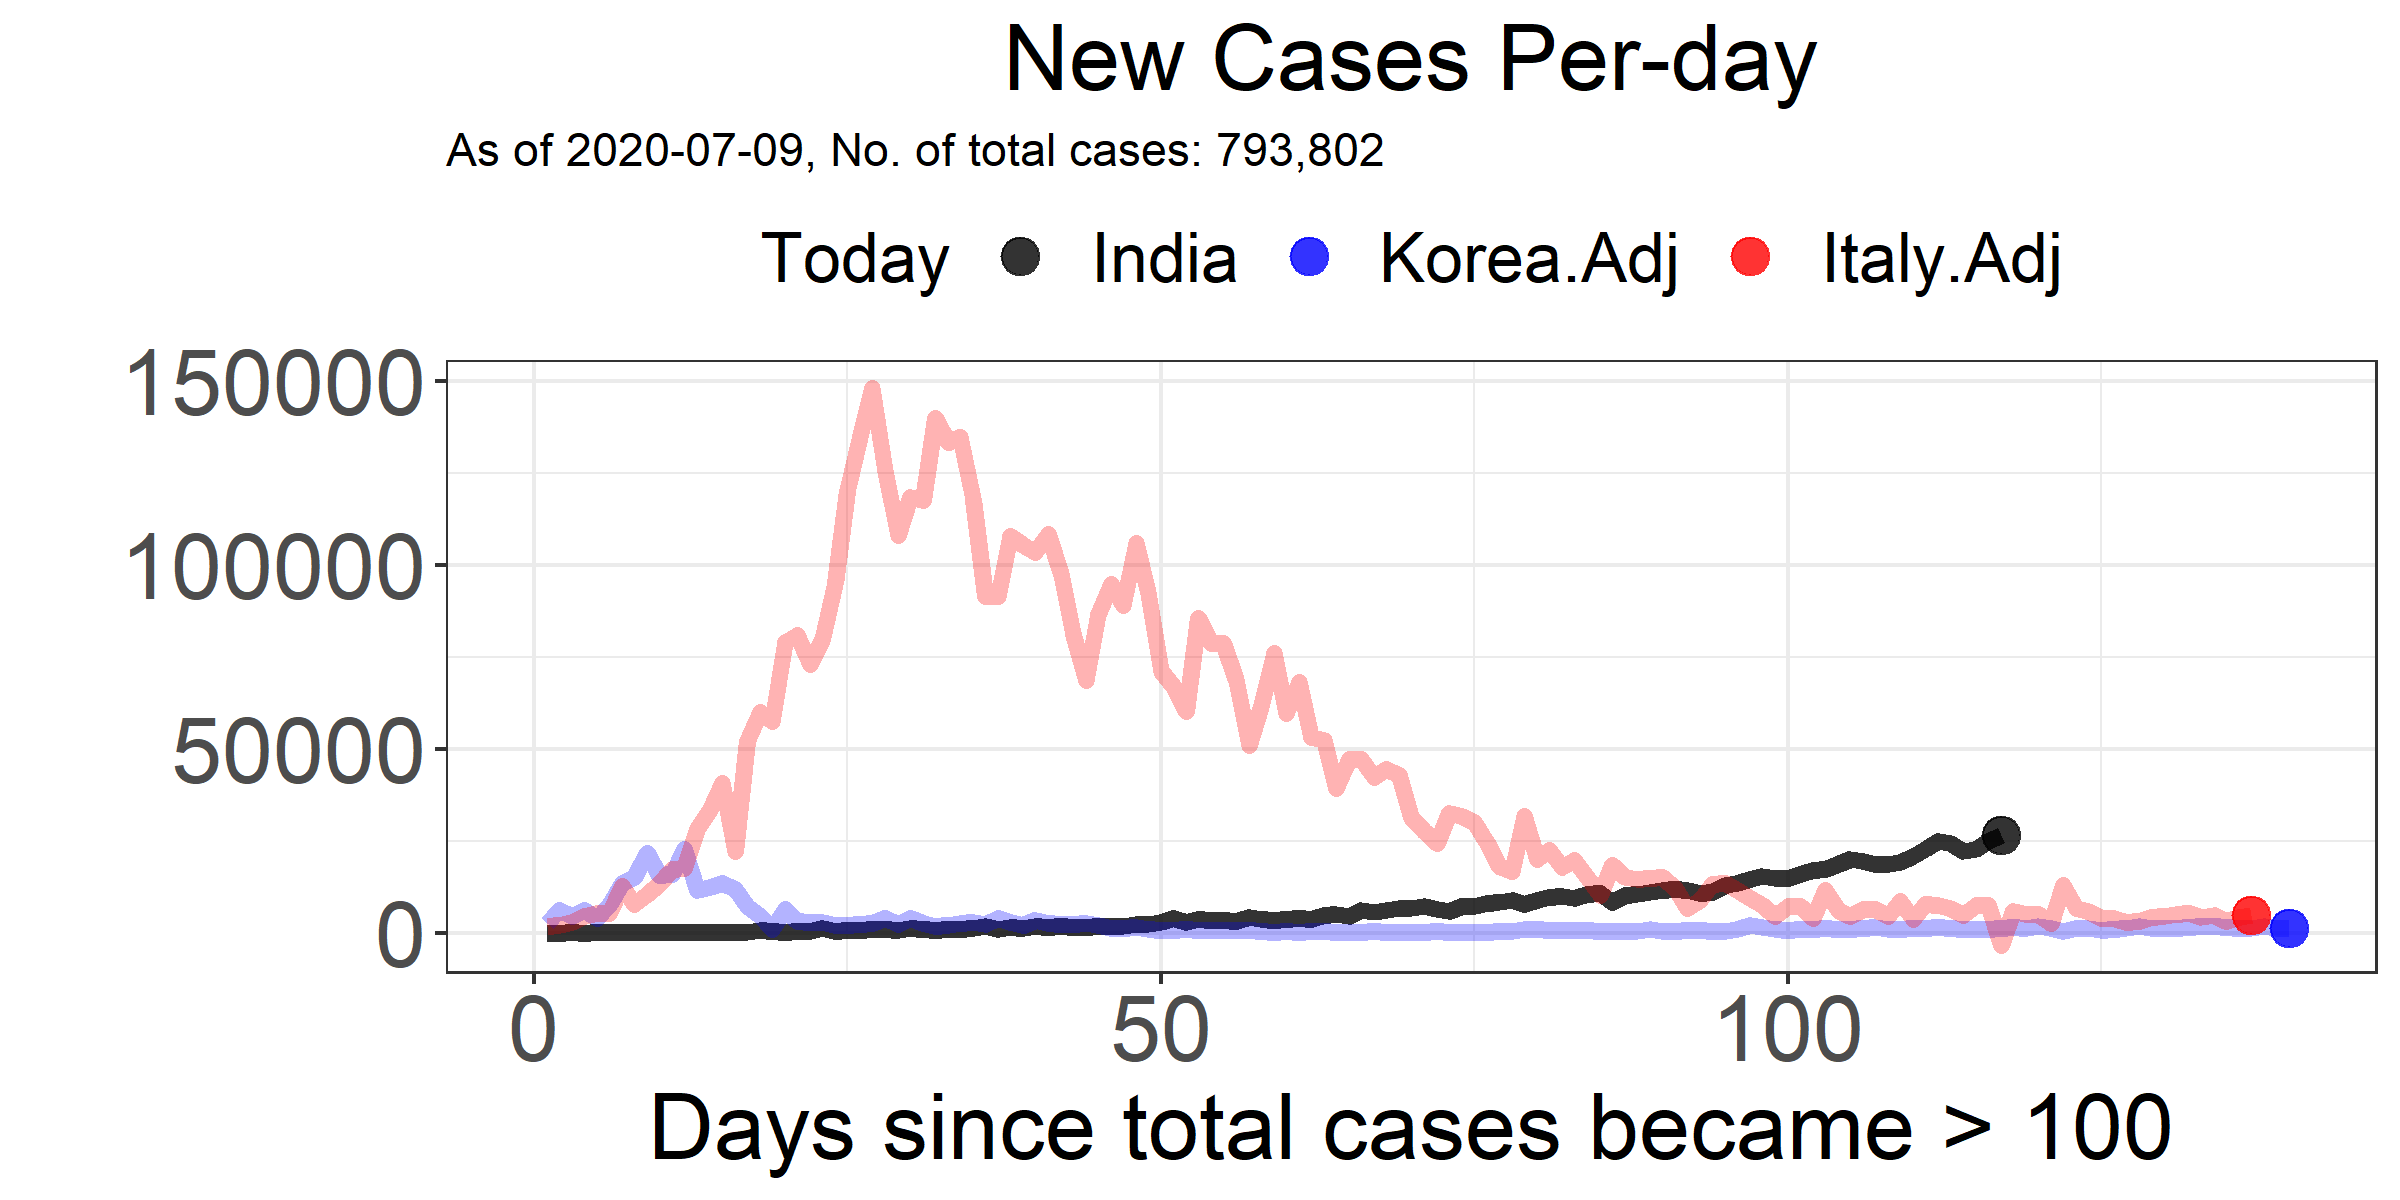 New Cases Per-day
As of 2020-07-09, No. of total cases: 793,802
Today India Korea.Adj Italy.Adj
150000
100000
50000
0
0 50 100
Days since total cases became > 100